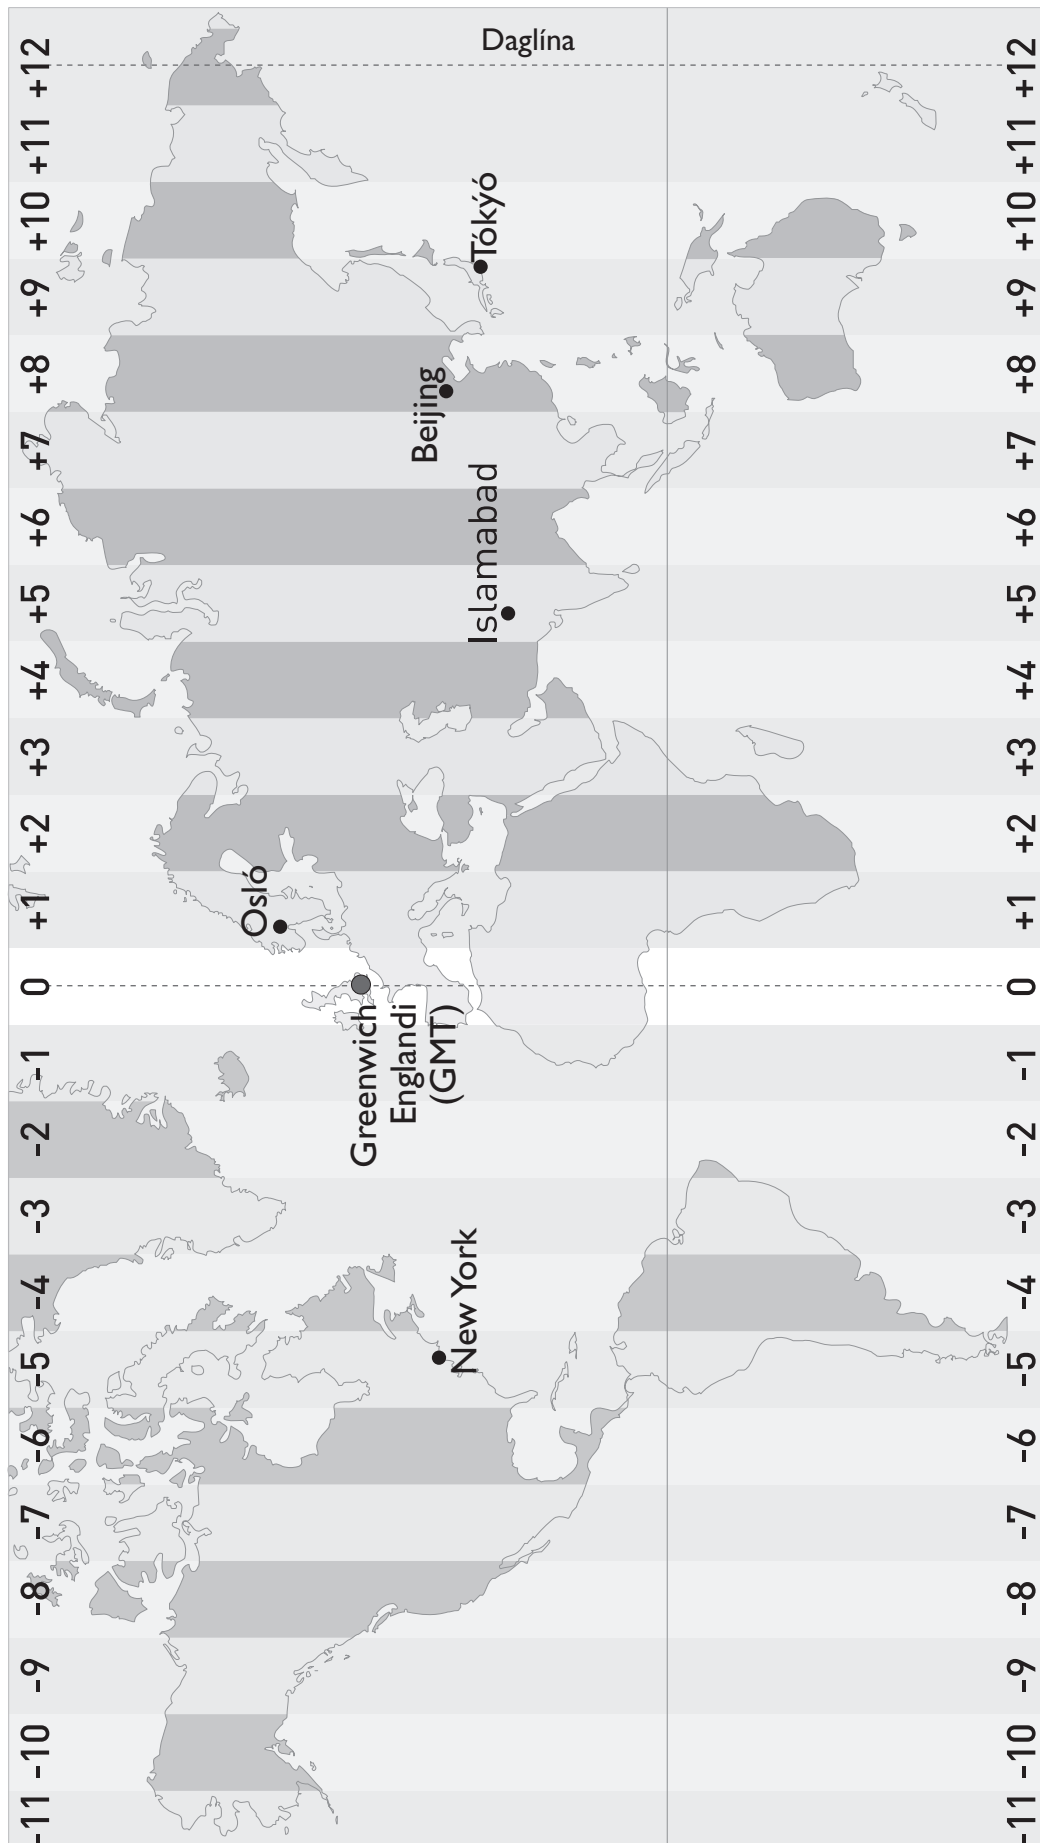 -11 -10 -9 -8 -7 -6 -5 -4 -3 -2 -1 0 +1 +2 +3 +4 +5 +6 +7 +8 +9 +10 +11 +12
Osló
Greenwich
Englandi
(GMT)
Beijing
New York
Islamabad
Tókýó
Daglína
-11 -10 -9 -8 -7 -6 -5 -4 -3 -2 -1 0 +1 +2 +3 +4 +5 +6 +7 +8 +9 +10 +11 +12